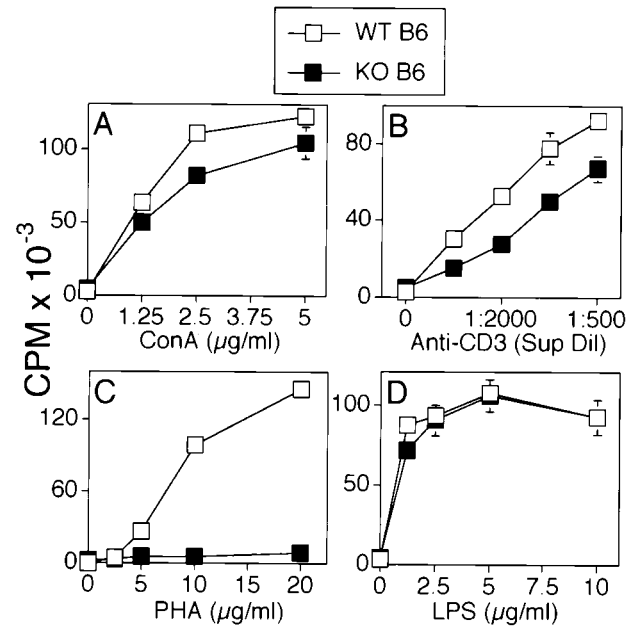 WT B6
KO B6
CPM x 10-3
A
100
50
0
0 1.25 2.5 3.75 5
ConA (µg/ml)
B
80
40
0
0 1:2000 1:500
Anti-CD3 (Sup Dil)
C
120
60
0
0 5 10 15 20
PHA (µg/ml)
D
100
50
0
0 2.5 5 7.5 10
LPS (µg/ml)